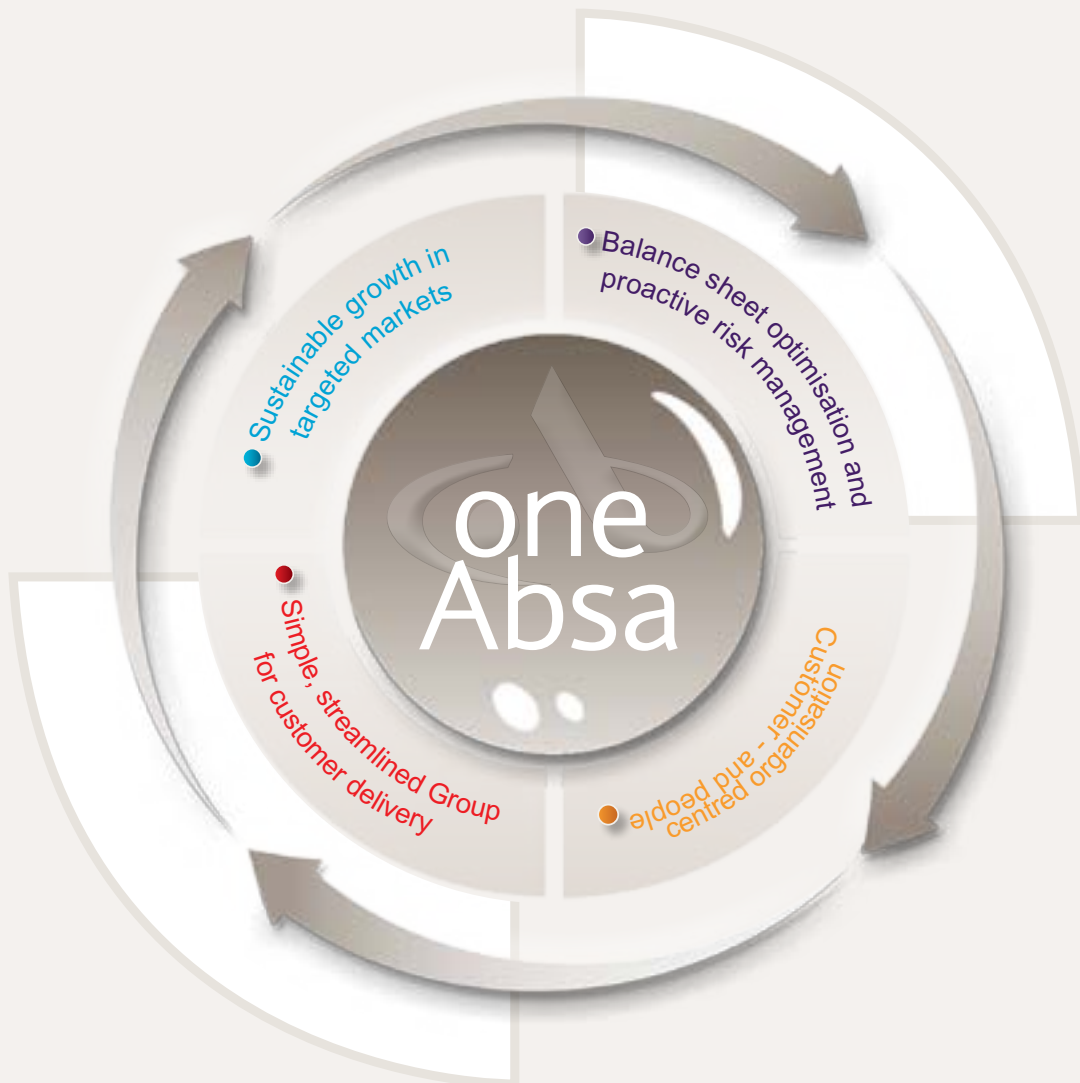 Sustainable growth in
targeted markets
Balance sheet optimisation and
proactive risk management
one
Absa
Simple, streamlined Group
for customer delivery
Customer - and people
centred organisation